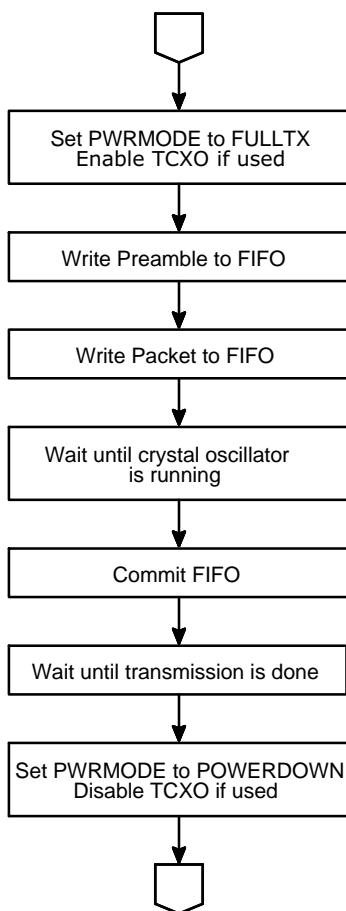 Set PWRMODE to FULLTX
Enable TCXO if used
Write Preamble to FIFO
Write Packet to FIFO
Wait until crystal oscillator
is running
Commit FIFO
Wait until transmission is done
Set PWRMODE to POWERDOWN
Disable TCXO if used